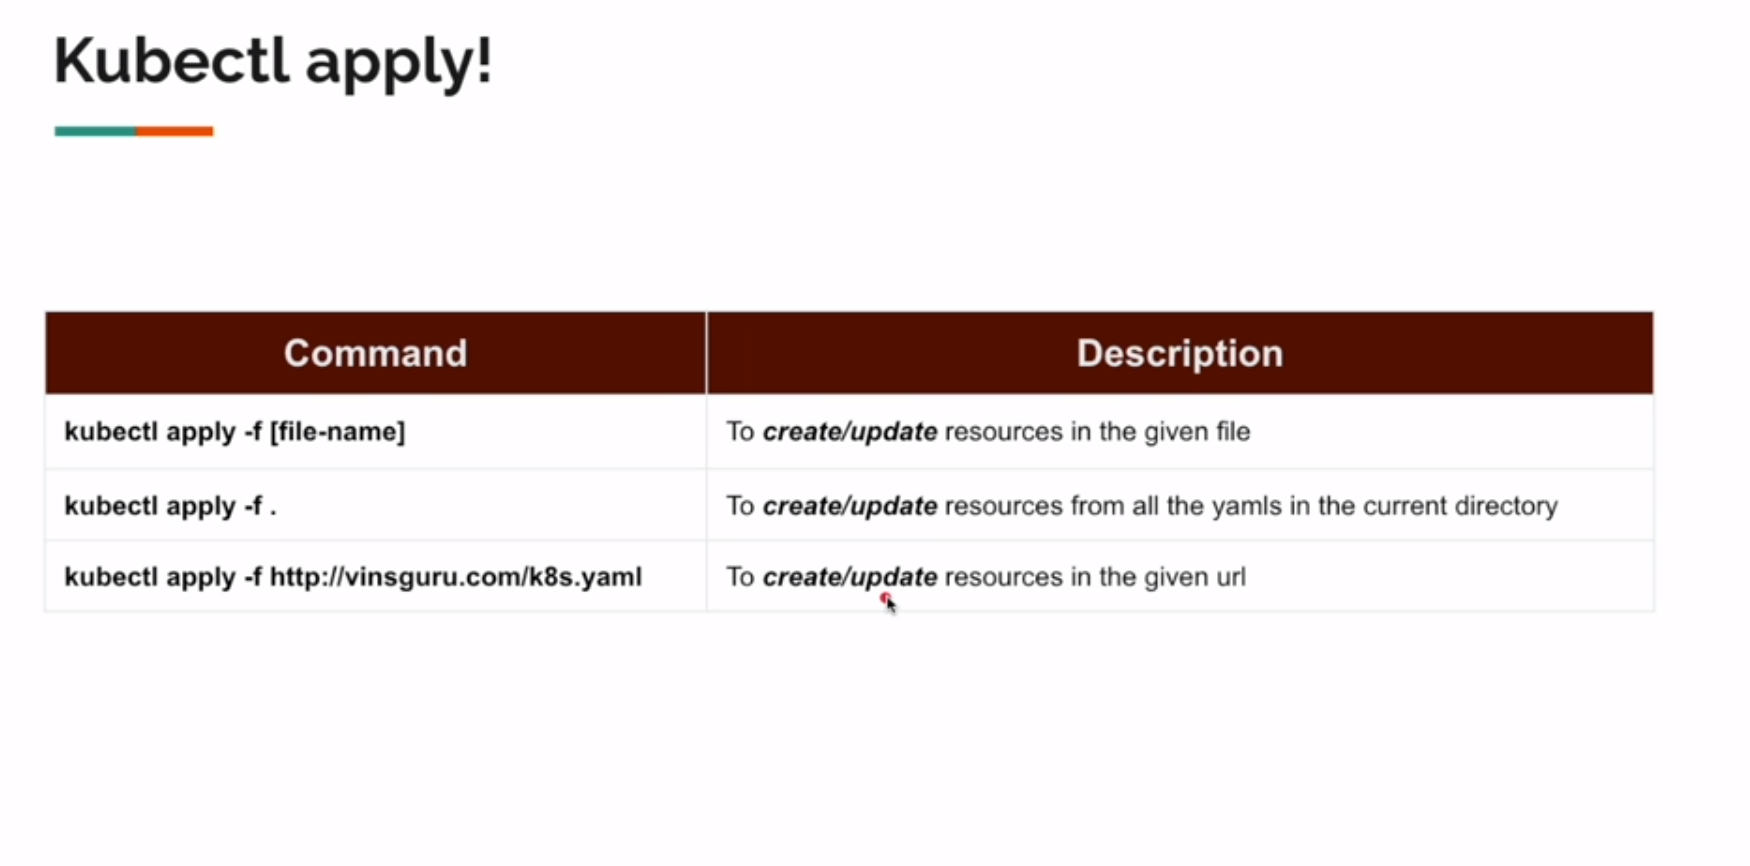 Kubectl apply!
Command Description
kubectl apply -f [file-name] To create/update resources in the given file
kubectl apply -f . To create/update resources from all the yamls in the current directory
kubectl apply -f http://vinsguru.com/k8s.yaml To create/update resources in the given url